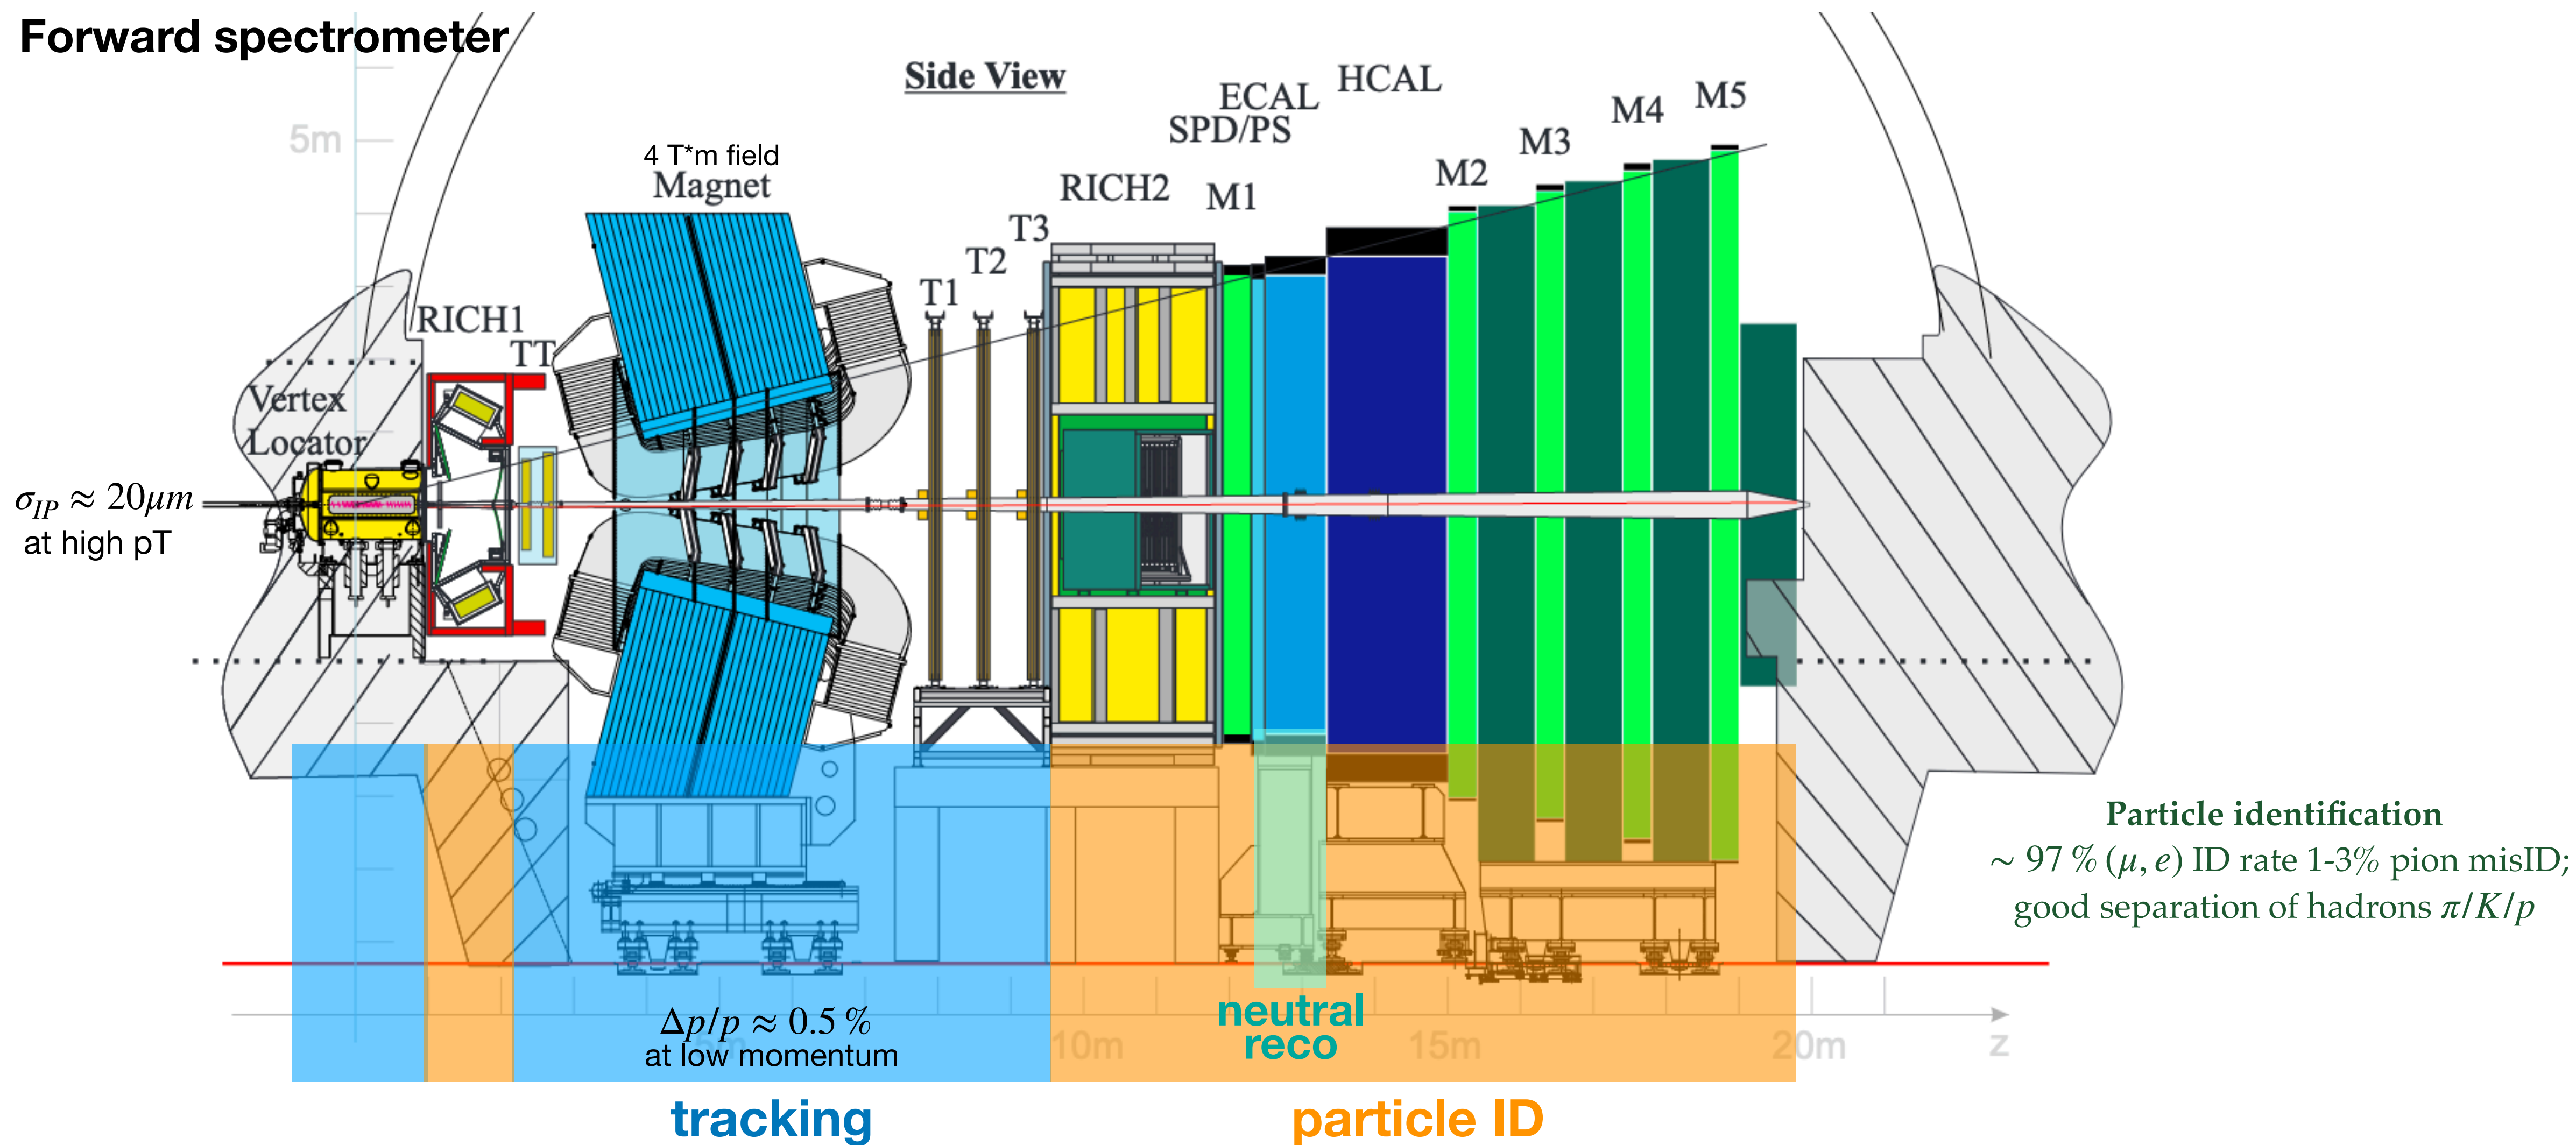 Forward spectrometer
Side View
5m
4 T*m field
Magnet
ECAL
HCAL
SPD/PS
M5
M4
M3
M2
RICH2
M1
T3
T2
T1
RICH1
TT
Vertex
Locator
σ_IP ≈ 20μm
at high pT
Particle identification
~ 97 % (μ, e) ID rate 1-3% pion misID;
good separation of hadrons π/K/p
Δp/p ≈ 0.5 %
at low momentum
neutral
reco
5m
10m
15m
20m
z
tracking
particle ID